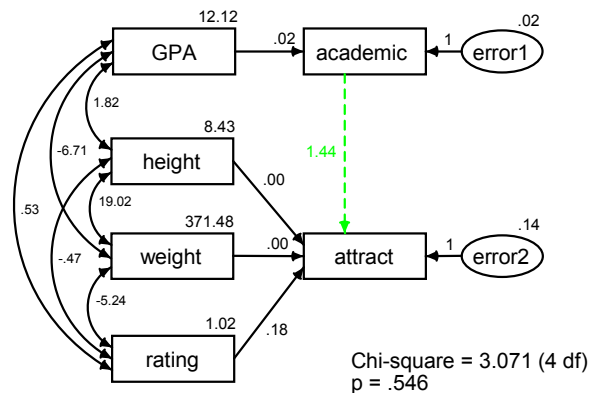 12.12
.02
GPA
.02
academic
1
error1
1.82
8.43
-6.71
1.44
height
.00
.53
19.02
371.48
.14
weight
.00
attract
1
error2
-.47
-5.24
1.02
.18
rating
Chi-square = 3.071 (4 df)
p = .546